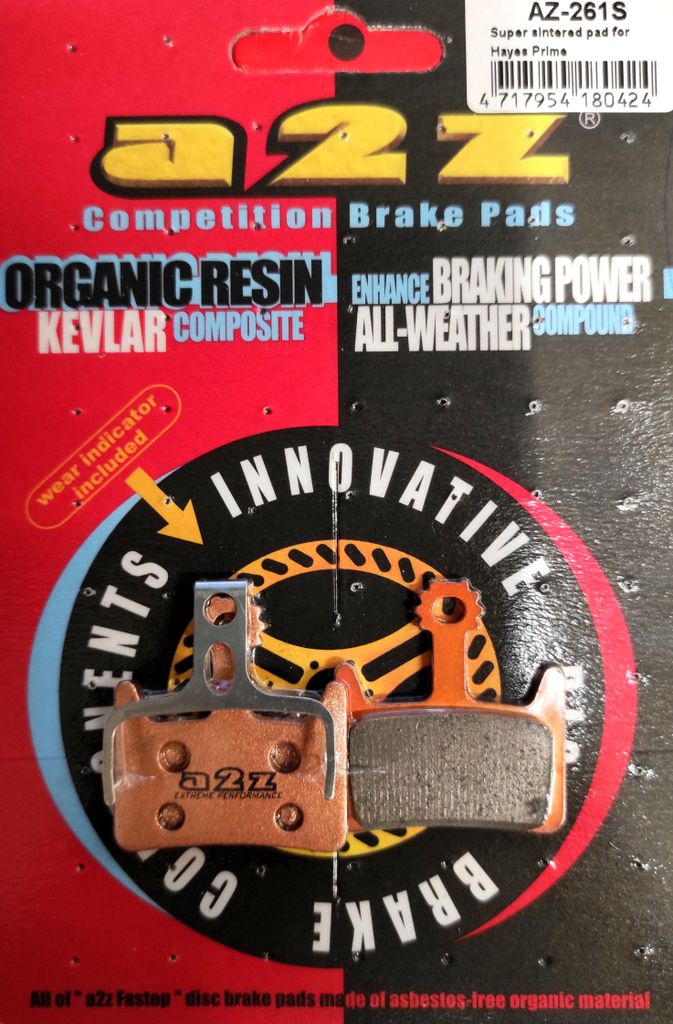 AZ-261S
Super sintered pad for
Hayes Prime
4 717954 180424
a2z®
Competition Brake Pads
ORGANIC RESIN
KEVLAR COMPOSITE
ENHANCE BRAKING POWER
ALL-WEATHER COMPOUND
wear indicator
included
INNOVATIVE
BRAKE
a2z
EXTREME PERFORMANCE
All of " a2z Fastop " disc brake pads made of asbestos-free organic material